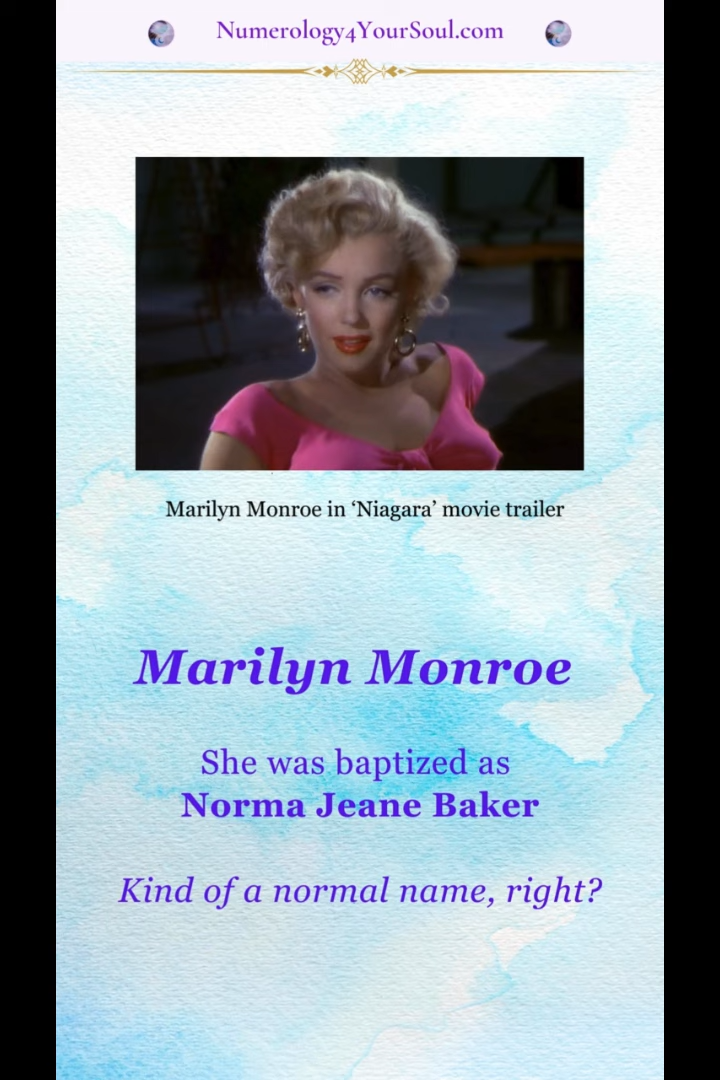 Numerology4YourSoul.com
Marilyn Monroe in ‘Niagara’ movie trailer
Marilyn Monroe
She was baptized as
Norma Jeane Baker
Kind of a normal name, right?